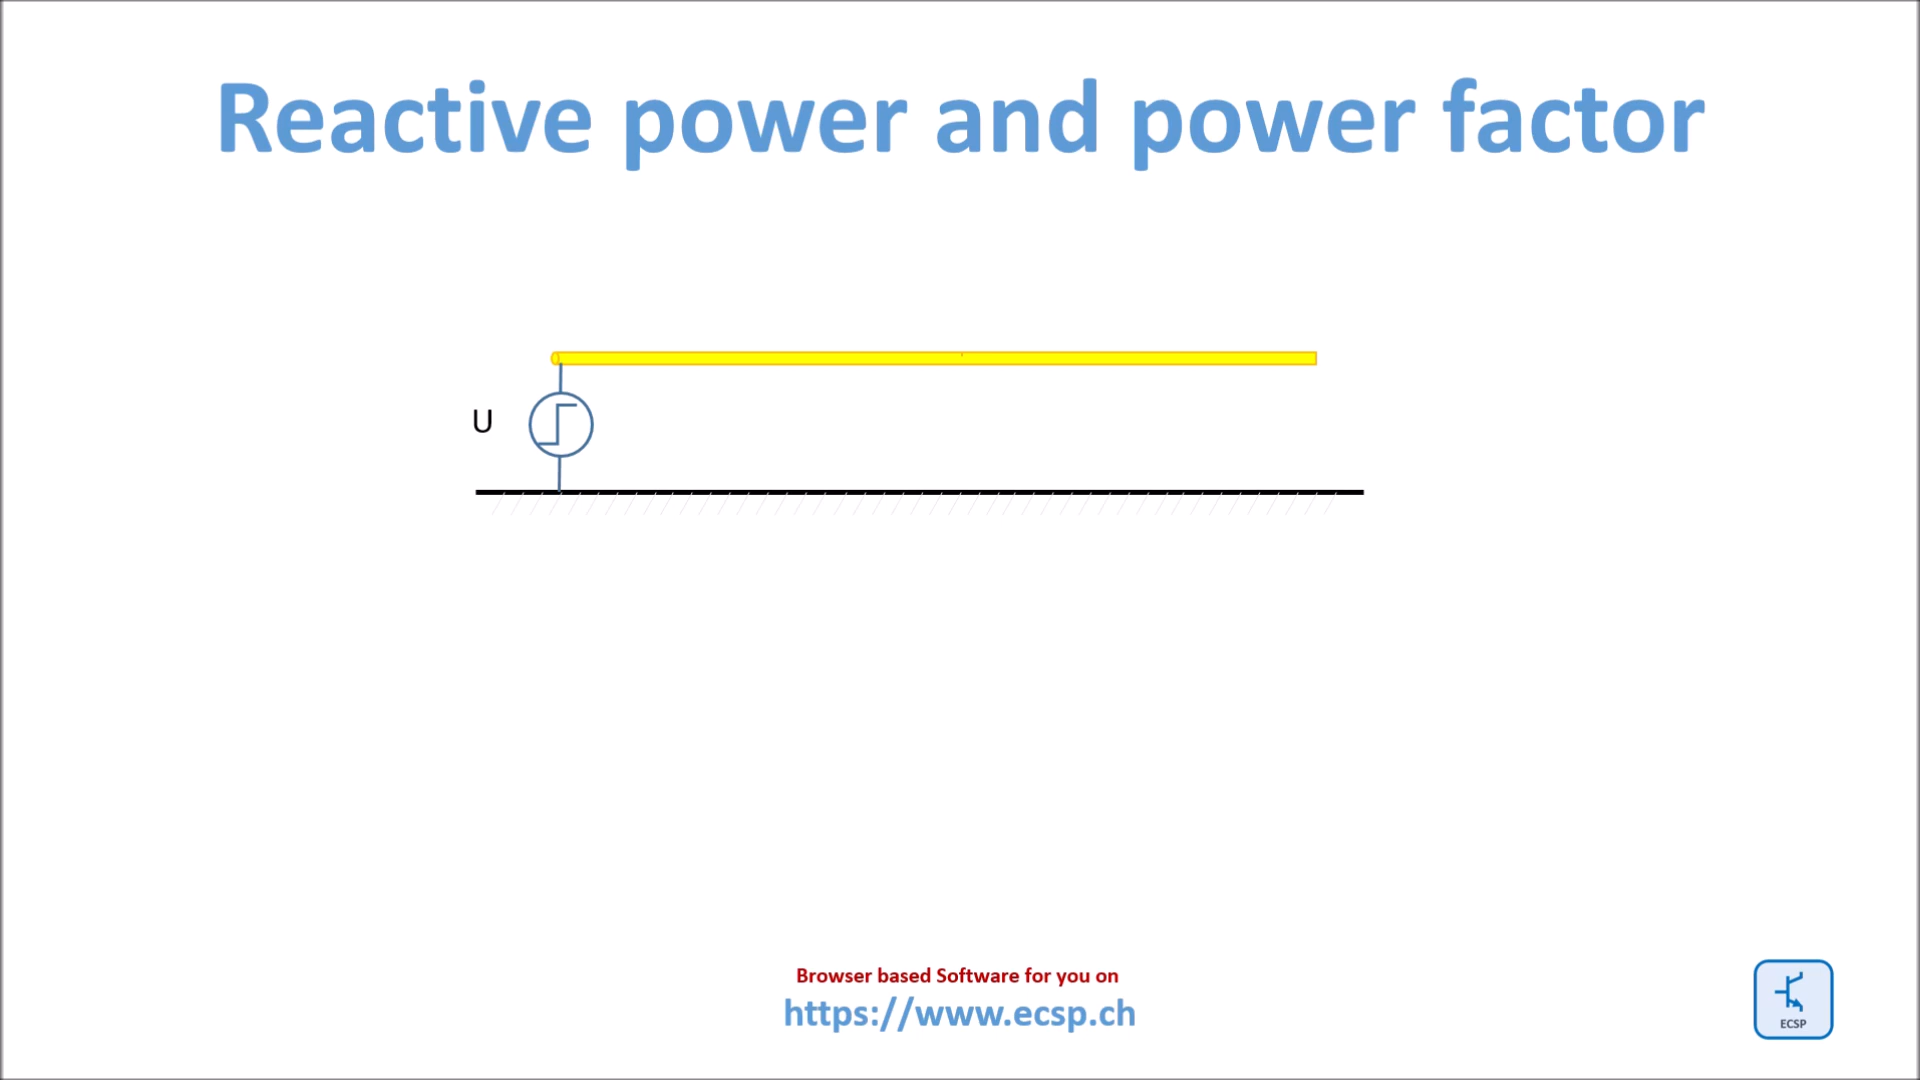 Reactive power and power factor
U
Browser based Software for you on
https://www.ecsp.ch
ECSP